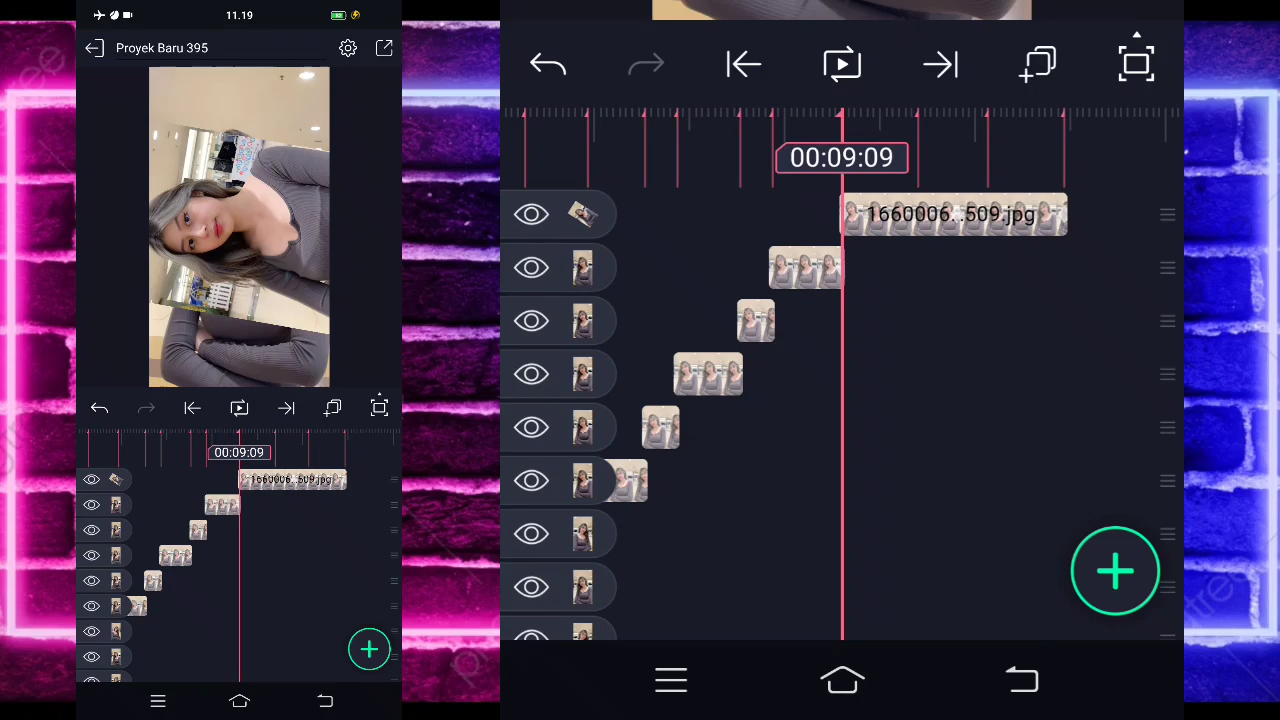 11.19
Proyek Baru 395
00:09:09
1660006...509.jpg
00:09:09
1660006...509.jpg